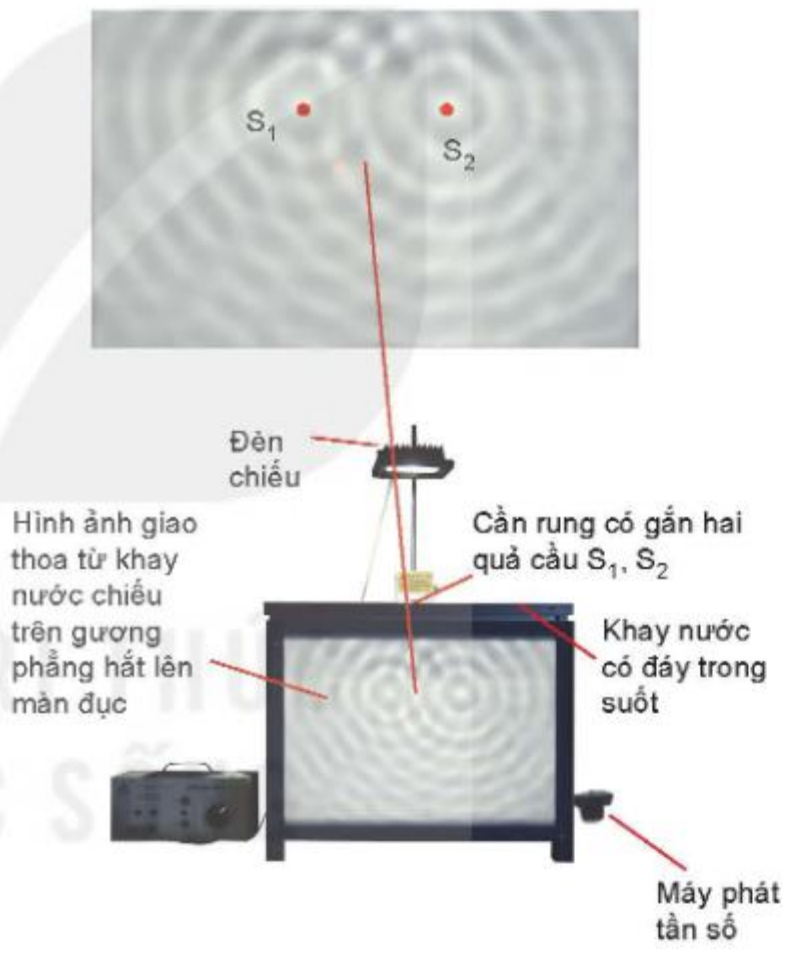 S₁
S₂
Đèn
chiếu
Hình ảnh giao
thoa từ khay
nước chiếu
trên gương
phẳng hắt lên
màn đục
Cần rung có gắn hai
quả cầu S₁, S₂
Khay nước
có đáy trong
suốt
Máy phát
tần số